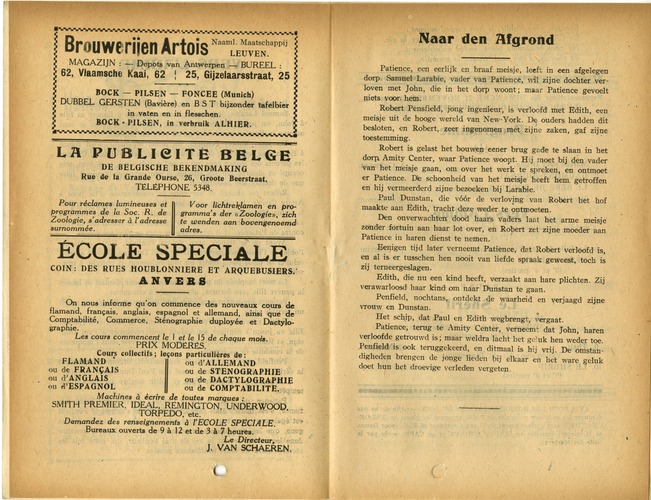 Brouwerijen Artois Naaml. Maatschappij
LEUVEN.
MAGAZIJN : — Depots van Antwerpen — BUREEL :
62, Vlaamsche Kaai, 62 ¦ 25, Gijzelaarsstraat, 25
BOCK — PILSEN — FONCEE (Munich)
DUBBEL GERSTEN (Bavière) en B S T bijzonder tafelbier
in vaten en in flesschen.
BOCK - PILSEN, in verbruik ALHIER.
LA PUBLICITE BELGE
DE BELGISCHE BEKENDMAKING
Rue de la Grande Ourse, 26, Groote Beerstraat.
TELEPHONE 5348.
Pour réclames lumineuses et
programmes de la Soc. R. de
Zoologie, s'adresser à l'adresse
surnommée.
Voor lichtreklamen en pro-
gramma's der «Zoologie», zich
te wenden aan bovengenoemd
adres.
ÉCOLE SPECIALE
COIN : DES RUES HOUBLONNIERE ET ARQUEBUSIERS.
ANVERS
On nous informe qu'on commence des nouveaux cours de
flamand, français, anglais, espagnol et allemand, ainsi que de
Comptabilité, Commerce, Sténographie duployée et Dactylo-
graphie.
Les cours commencent le 1 et le 15 de chaque mois.
PRIX MODERES.
Cours collectifs ; leçons particulières de :
FLAMAND
ou de FRANÇAIS
ou d'ANGLAIS
ou d'ESPAGNOL
ou d'ALLEMAND
ou de STENOGRAPHIE
ou de DACTYLOGRAPHIE
ou de COMPTABILITE.
Machines à écrire de toutes marques :
SMITH PREMIER, IDEAL, REMINGTON, UNDERWOOD,
TORPEDO, etc.
Demandez des renseignements à l'ECOLE SPECIALE.
Bureaux ouverts de 9 à 12 et de 3 à 7 heures.
Le Directeur,
J. VAN SCHAEREN.
Naar den Afgrond
Patience, een eerlijk en braaf meisje, leeft in een afgelegen
dorp. Samuel Larabie, vader van Patience, wil zijne dochter ver-
loven met John, die in het dorp woont; maar Patience gevoelt
niets voor hem.
Robert Pensfield, jong ingenieur, is verloofd met Edith, een
meisje uit de hooge wereld van New-York. De ouders hadden dit
besloten, en Robert, zeer ingenomen met zijne zaken, gaf zijne
toestemming.
Robert is gelast het bouwen eener brug gade te slaan in het
dorp Amity Center, waar Patience woopt. Hij moet bij den vader
van het meisje gaan, om over het werk te spreken, en ontmoet
er Patience. De schoonheid van het meisje heeft hem getroffen
en hij vermeerderd zijne bezoeken bij Larabie.
Paul Dunstan, die vóór de verloving van Robert het hof
maakte aan Edith, tracht deze weder te ontmoeten.
Den onverwachten dood haars vaders laat het arme meisje
zonder fortuin aan haar lot over, en Robert zet zijne moeder aan
Patience in haren dienst te nemen.
Eenigen tijd later verneemt Patience, dat Robert verloofd is,
en al is er tusschen hen nooit van liefde spraak geweest, toch is
zij terneergeslagen.
Edith, die nu een kind heeft, verzaakt aan hare plichten. Zij
verwaarlood haar kind om naar Dunstan te gaan.
Penfield, nochtans, ontdekt de waarheid en verjaagd zijne
vrouw en Dunstan.
Het schip, dat Paul en Edith wegbrengt, vergaat.
Patience, terug te Amity Center, verneemt dat John, haren
verloofde getrouwd is; maar weldra lacht het geluk hen weder toe.
Penfield is ook teruggekeerd, en ditmaal is hij vrij. De omstan-
digheden brengen de jonge lieden bij elkaar en het ware geluk
doet hun het droevige verleden vergeten.